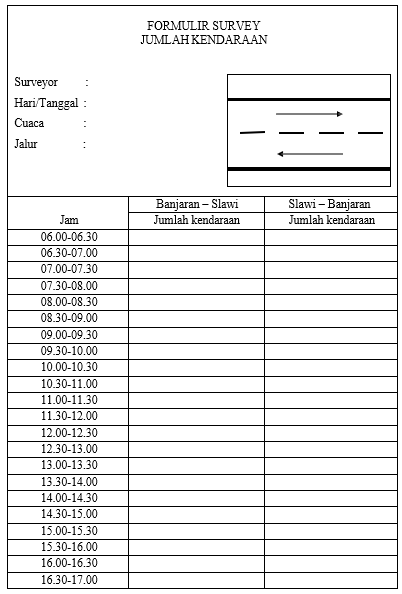 FORMULIR SURVEY
JUMLAH KENDARAAN
Surveyor :
Hari/Tanggal :
Cuaca :
Jalur :
Banjaran – Slawi Slawi – Banjaran
Jam Jumlah kendaraan Jumlah kendaraan
06.00-06.30
06.30-07.00
07.00-07.30
07.30-08.00
08.00-08.30
08.30-09.00
09.00-09.30
09.30-10.00
10.00-10.30
10.30-11.00
11.00-11.30
11.30-12.00
12.00-12.30
12.30-13.00
13.00-13.30
13.30-14.00
14.00-14.30
14.30-15.00
15.00-15.30
15.30-16.00
16.00-16.30
16.30-17.00